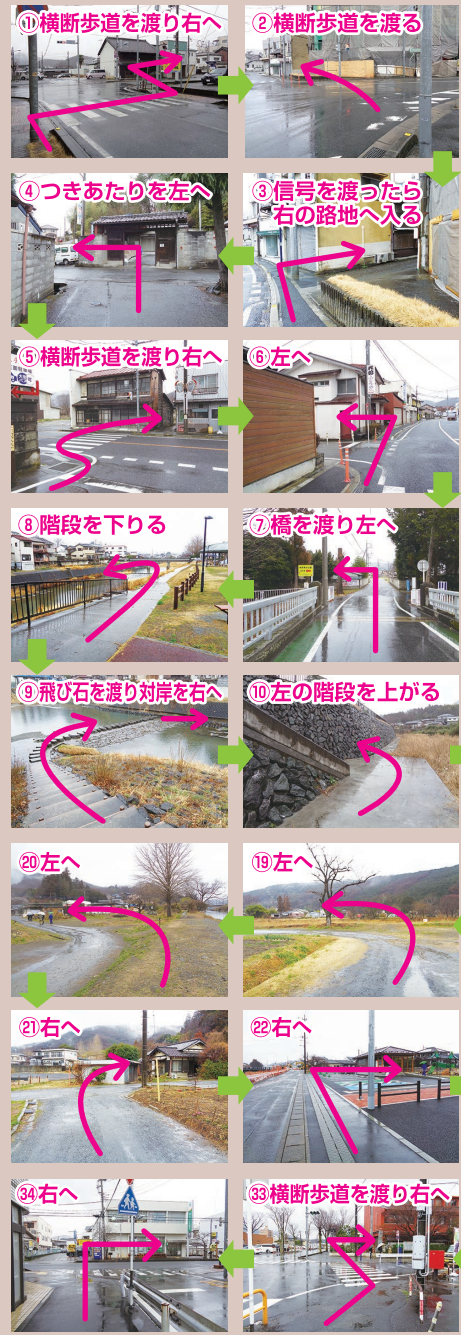 ①横断歩道を渡り右へ
②横断歩道を渡る
③信号を渡ったら
右の路地へ入る
④つきあたりを左へ
⑤横断歩道を渡り右へ
⑥左へ
⑦橋を渡り左へ
⑧階段を下りる
⑨飛び石を渡り対岸を右へ
⑩左の階段を上がる
⑲左へ
⑳左へ
㉑右へ
㉒右へ
㉝横断歩道を渡り右へ
㉞右へ